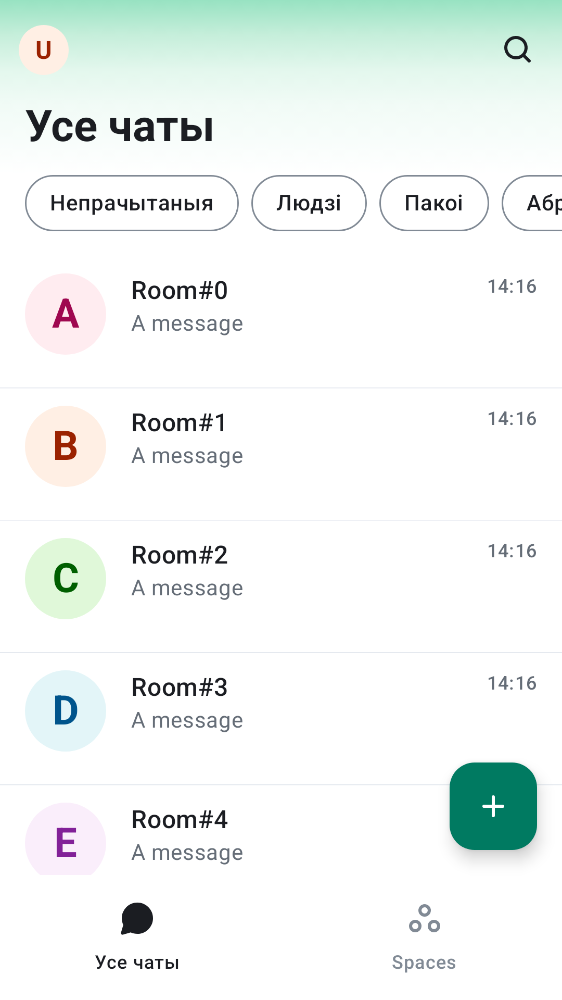 U
Усе чаты
Непрачытаныя Людзі Пакоі
A
Room#0 14:16
A message
B
Room#1 14:16
A message
C
Room#2 14:16
A message
D
Room#3 14:16
A message
E
Room#4
A message
Усе чаты Spaces